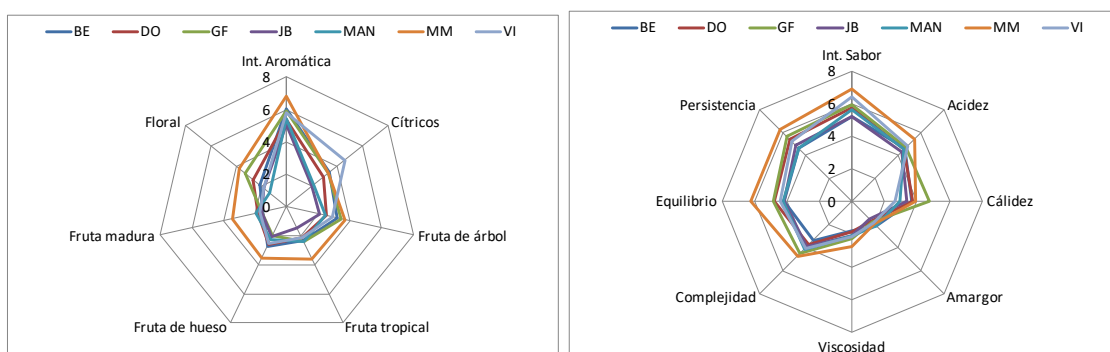 BE DO GF JB MAN MM VI
Int. Aromática
8
6
4
2
0
Cítricos
Fruta de árbol
Fruta tropical
Fruta de hueso
Fruta madura
Floral
BE DO GF JB MAN MM VI
Int. Sabor
8
6
4
2
0
Acidez
Cálidez
Amargor
Viscosidad
Complejidad
Equilibrio
Persistencia